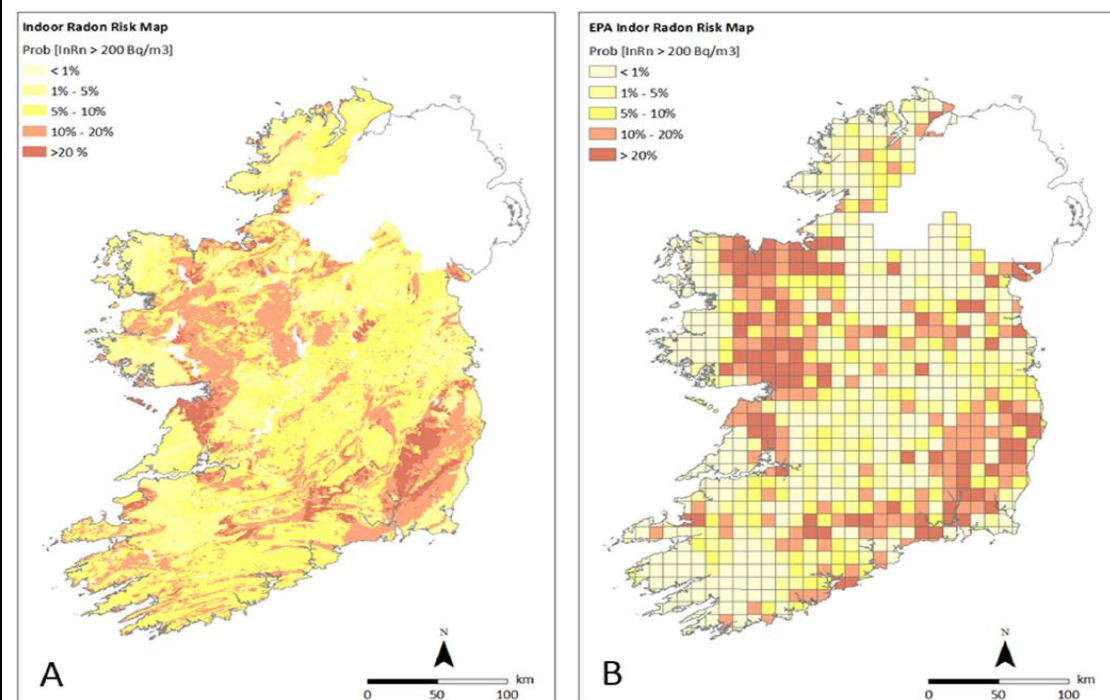 Indoor Radon Risk Map
Prob [InRn > 200 Bq/m3]
< 1%
1% - 5%
5% - 10%
10% - 20%
>20 %
N
A
km
0 50 100
EPA Indor Radon Risk Map
Prob [InRn > 200 Bq/m3]
< 1%
1% - 5%
5% - 10%
10% - 20%
> 20%
N
B
km
0 50 100